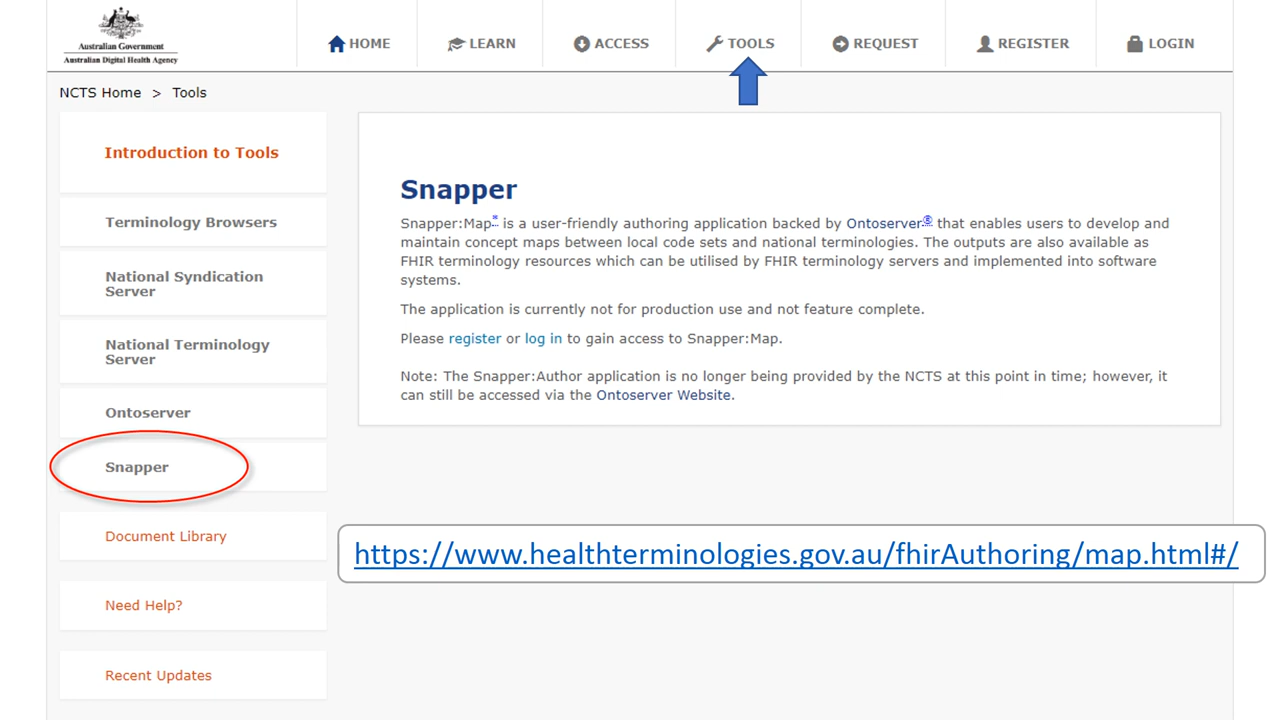 Australian Government
Australian Digital Health Agency
HOME
LEARN
ACCESS
TOOLS
REQUEST
REGISTER
LOGIN
NCTS Home > Tools
Introduction to Tools
Terminology Browsers
National Syndication
Server
National Terminology
Server
Ontoserver
Snapper
Document Library
Need Help?
Recent Updates
Snapper
Snapper:Map* is a user-friendly authoring application backed by Ontoserver® that enables users to develop and
maintain concept maps between local code sets and national terminologies. The outputs are also available as
FHIR terminology resources which can be utilised by FHIR terminology servers and implemented into software
systems.
The application is currently not for production use and not feature complete.
Please register or log in to gain access to Snapper:Map.
Note: The Snapper:Author application is no longer being provided by the NCTS at this point in time; however, it
can still be accessed via the Ontoserver Website.
https://www.healthterminologies.gov.au/fhirAuthoring/map.html#/